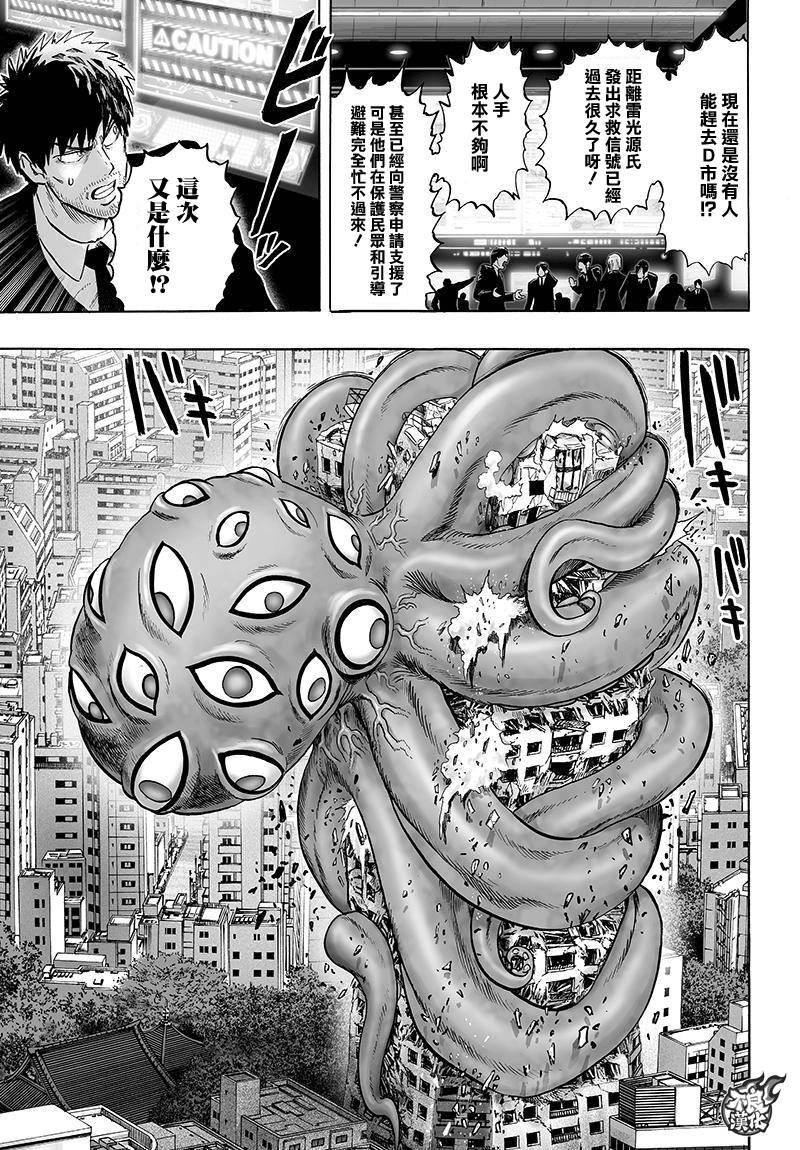 現在還是沒有人
能趕去D市嗎!?
距離雷光源氏
發出求救信號已經
過去很久了呀!
人手
根本不夠啊
甚至已經向警察申請支援了
可是他們在保護民眾和引導
避難完全忙不過來!
CAUTION
ビー!
這次
又是什麼!?
バキ
バキ
バキ
不良
漢化